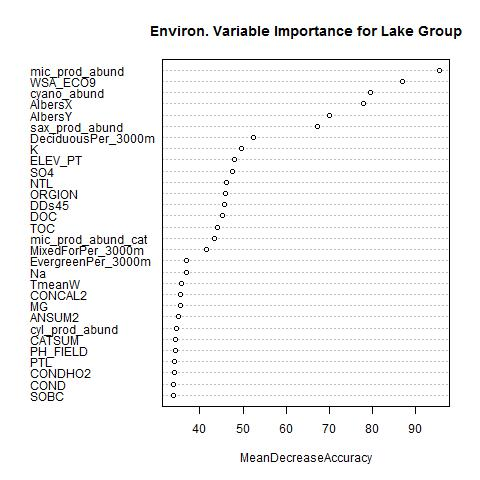 Environ. Variable Importance for Lake Group
mic_prod_abund
WSA_ECO9
cyano_abund
AlbersX
AlbersY
sax_prod_abund
DeciduousPer_3000m
K
ELEV_PT
SO4
NTL
ORGION
DDs45
DOC
TOC
mic_prod_abund_cat
MixedForPer_3000m
EvergreenPer_3000m
Na
TmeanW
CONCAL2
MG
ANSUM2
cyl_prod_abund
CATSUM
PH_FIELD
PTL
CONDHO2
COND
SOBC
40 50 60 70 80 90
MeanDecreaseAccuracy